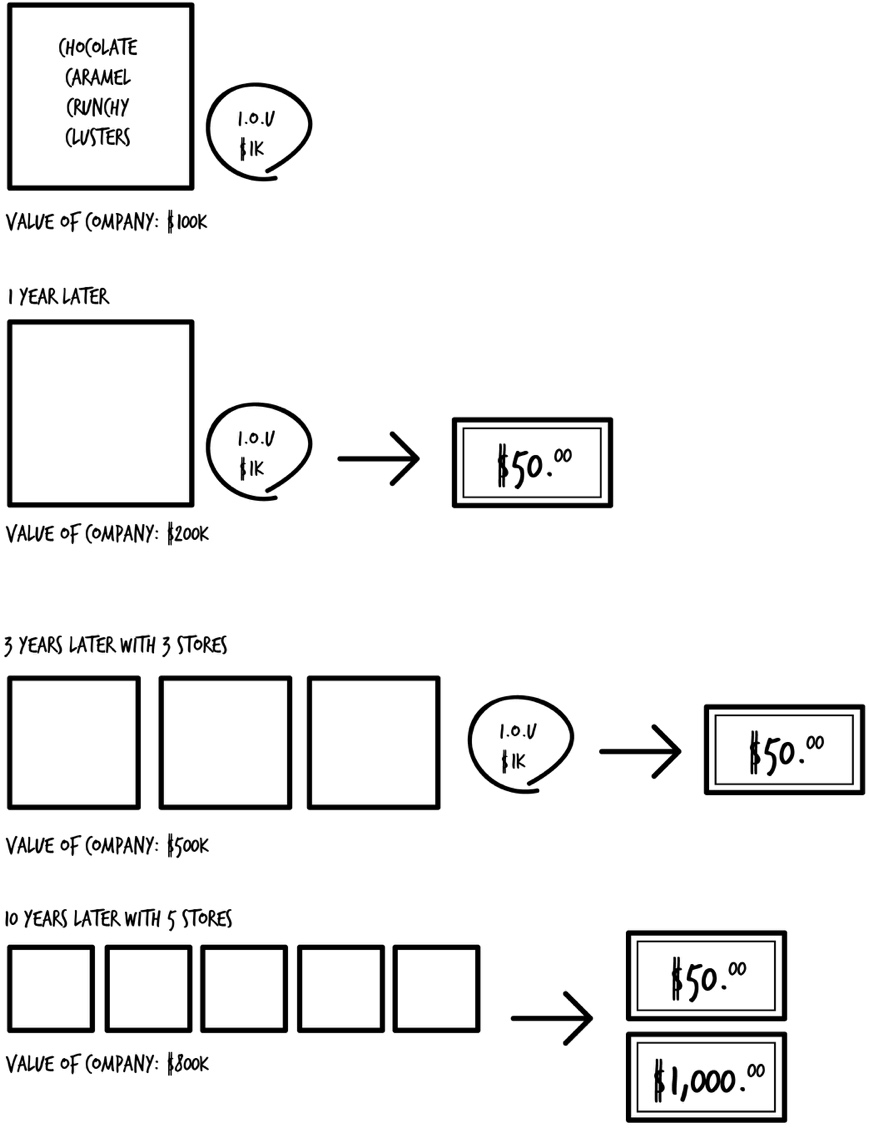 CHOCOLATE
CARAMEL
CRUNCHY
CLUSTERS
I.O.U
$1K
VALUE OF COMPANY: $100K
1 YEAR LATER
I.O.U
$1K
$50.00
VALUE OF COMPANY: $200K
3 YEARS LATER WITH 3 STORES
I.O.U
$1K
$50.00
VALUE OF COMPANY: $500K
10 YEARS LATER WITH 5 STORES
$50.00
$1,000.00
VALUE OF COMPANY: $800K